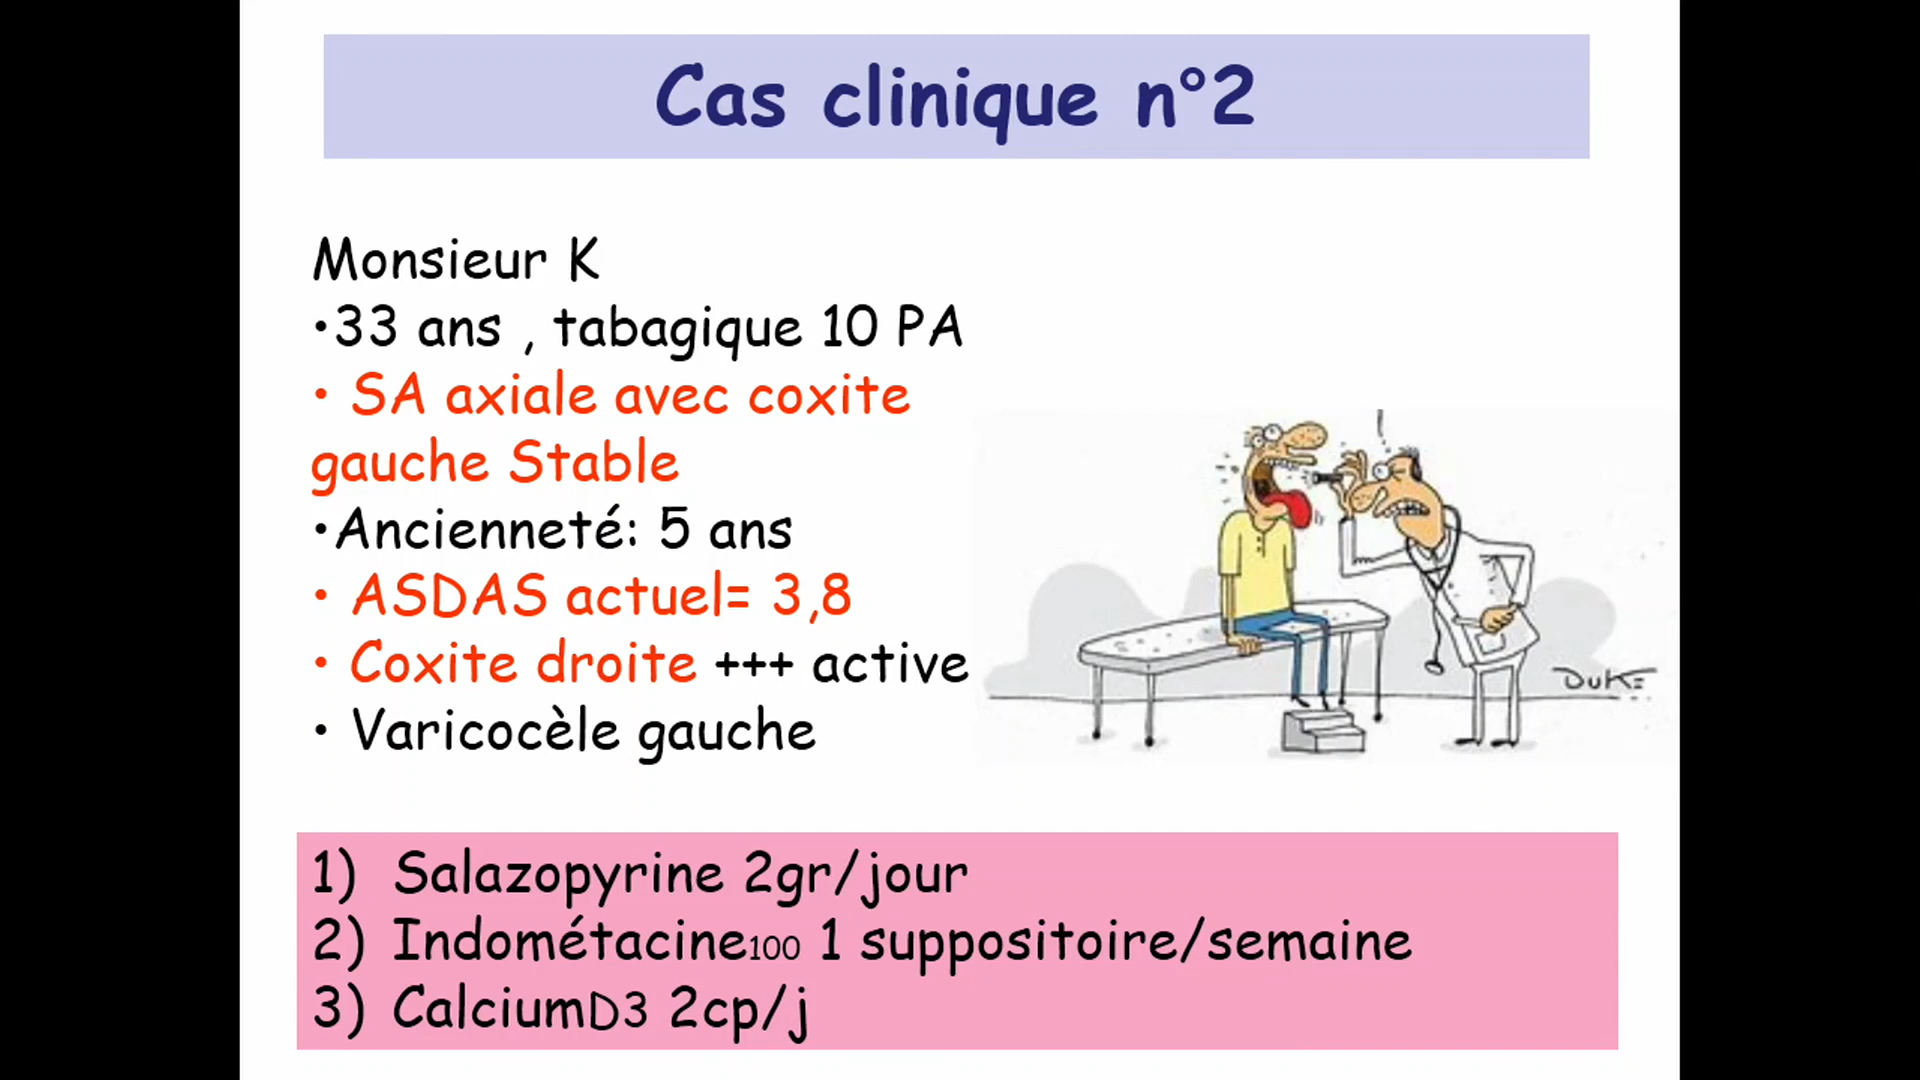 Cas clinique n°2
Monsieur K
•33 ans , tabagique 10 PA
• SA axiale avec coxite
gauche Stable
•Ancienneté: 5 ans
• ASDAS actuel= 3,8
• Coxite droite +++ active
• Varicocèle gauche
DUKE
1) Salazopyrine 2gr/jour
2) Indométacine100 1 suppositoire/semaine
3) CalciumD3 2cp/j